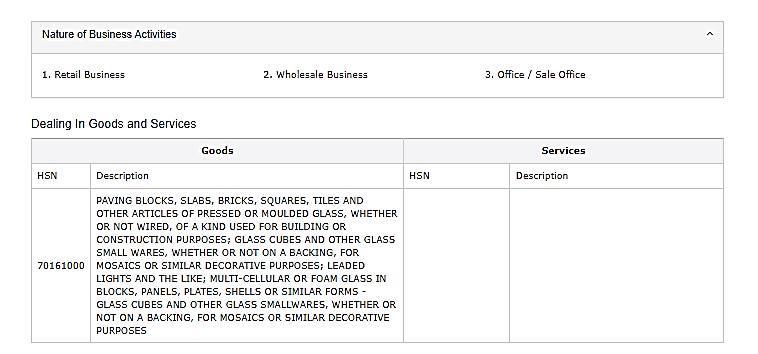 Nature of Business Activities
1. Retail Business 2. Wholesale Business 3. Office / Sale Office
Dealing In Goods and Services
Goods Services
HSN Description HSN Description
70161000
PAVING BLOCKS, SLABS, BRICKS, SQUARES, TILES AND
OTHER ARTICLES OF PRESSED OR MOULDED GLASS, WHETHER
OR NOT WIRED, OF A KIND USED FOR BUILDING OR
CONSTRUCTION PURPOSES; GLASS CUBES AND OTHER GLASS
SMALL WARES, WHETHER OR NOT ON A BACKING, FOR
MOSAICS OR SIMILAR DECORATIVE PURPOSES; LEADED
LIGHTS AND THE LIKE; MULTI-CELLULAR OR FOAM GLASS IN
BLOCKS, PANELS, PLATES, SHELLS OR SIMILAR FORMS -
GLASS CUBES AND OTHER GLASS SMALLWARES, WHETHER OR
NOT ON A BACKING, FOR MOSAICS OR SIMILAR DECORATIVE
PURPOSES